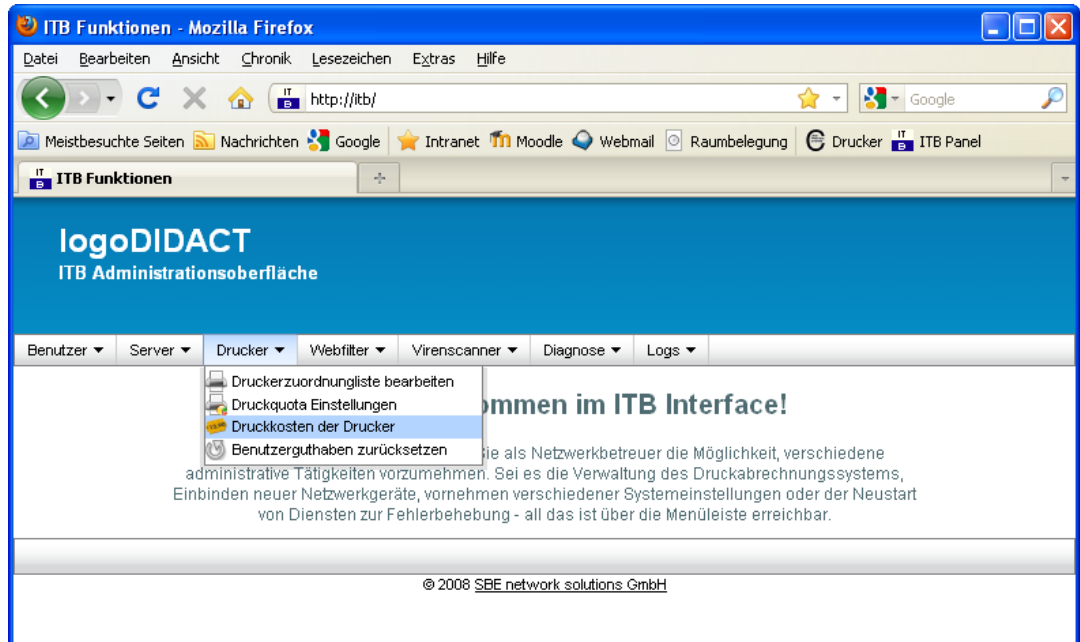 ITB Funktionen - Mozilla Firefox
Datei Bearbeiten Ansicht Chronik Lesezeichen Extras Hilfe
IT B http://itb/ Google
Meistbesuchte Seiten Nachrichten Google Intranet Moodle Webmail Raumbelegung Drucker IT B ITB Panel
IT B ITB Funktionen
logoDIDACT
ITB Administrationsoberfläche
Benutzer Server Drucker Webfilter Virenscanner Diagnose Logs
Druckerzuordnungliste bearbeiten
Druckquota Einstellungen
Druckkosten der Drucker
Benutzerguthaben zurücksetzen
ommen im ITB Interface!
ie als Netzwerkbetreuer die Möglichkeit, verschiedene
administrative Tätigkeiten vorzumehmen. Sei es die Verwaltung des Druckabrechnungssystems,
Einbinden neuer Netzwerkgeräte, vornehmen verschiedener Systemeinstellungen oder der Neustart
von Diensten zur Fehlerbehebung - all das ist über die Menüleiste erreichbar.
© 2008 SBE network solutions GmbH